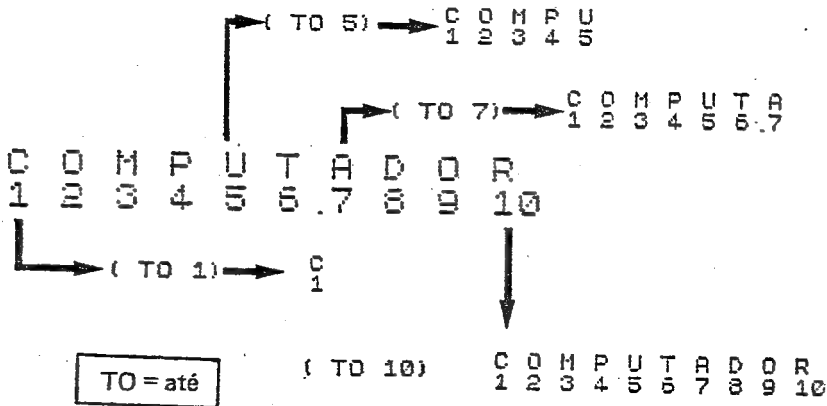 ( TO 5) C O M P U
1 2 3 4 5
( TO 7) C O M P U T A
1 2 3 4 5 6.7
C O M P U T A D O R
1 2 3 4 5 6.7 8 9 10
( TO 1) C
1
( TO 10) C O M P U T A D O R
1 2 3 4 5 6 7 8 9 10
TO = até